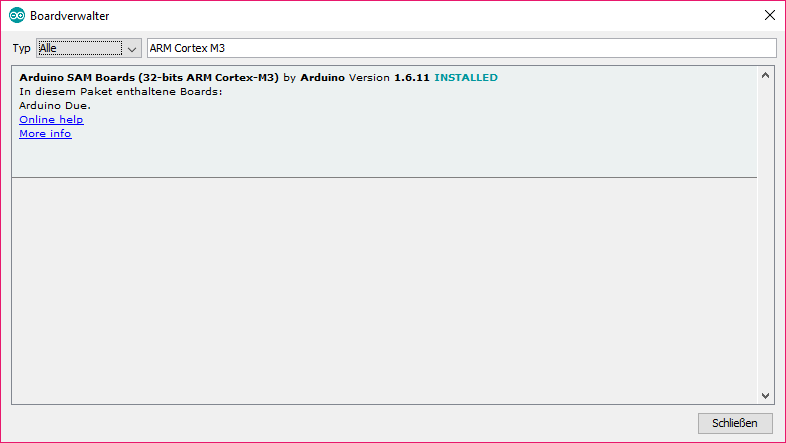 Boardverwalter
Typ Alle ARM Cortex M3
Arduino SAM Boards (32-bits ARM Cortex-M3) by Arduino Version 1.6.11 INSTALLED
In diesem Paket enthaltene Boards:
Arduino Due.
Online help
More info
Schließen